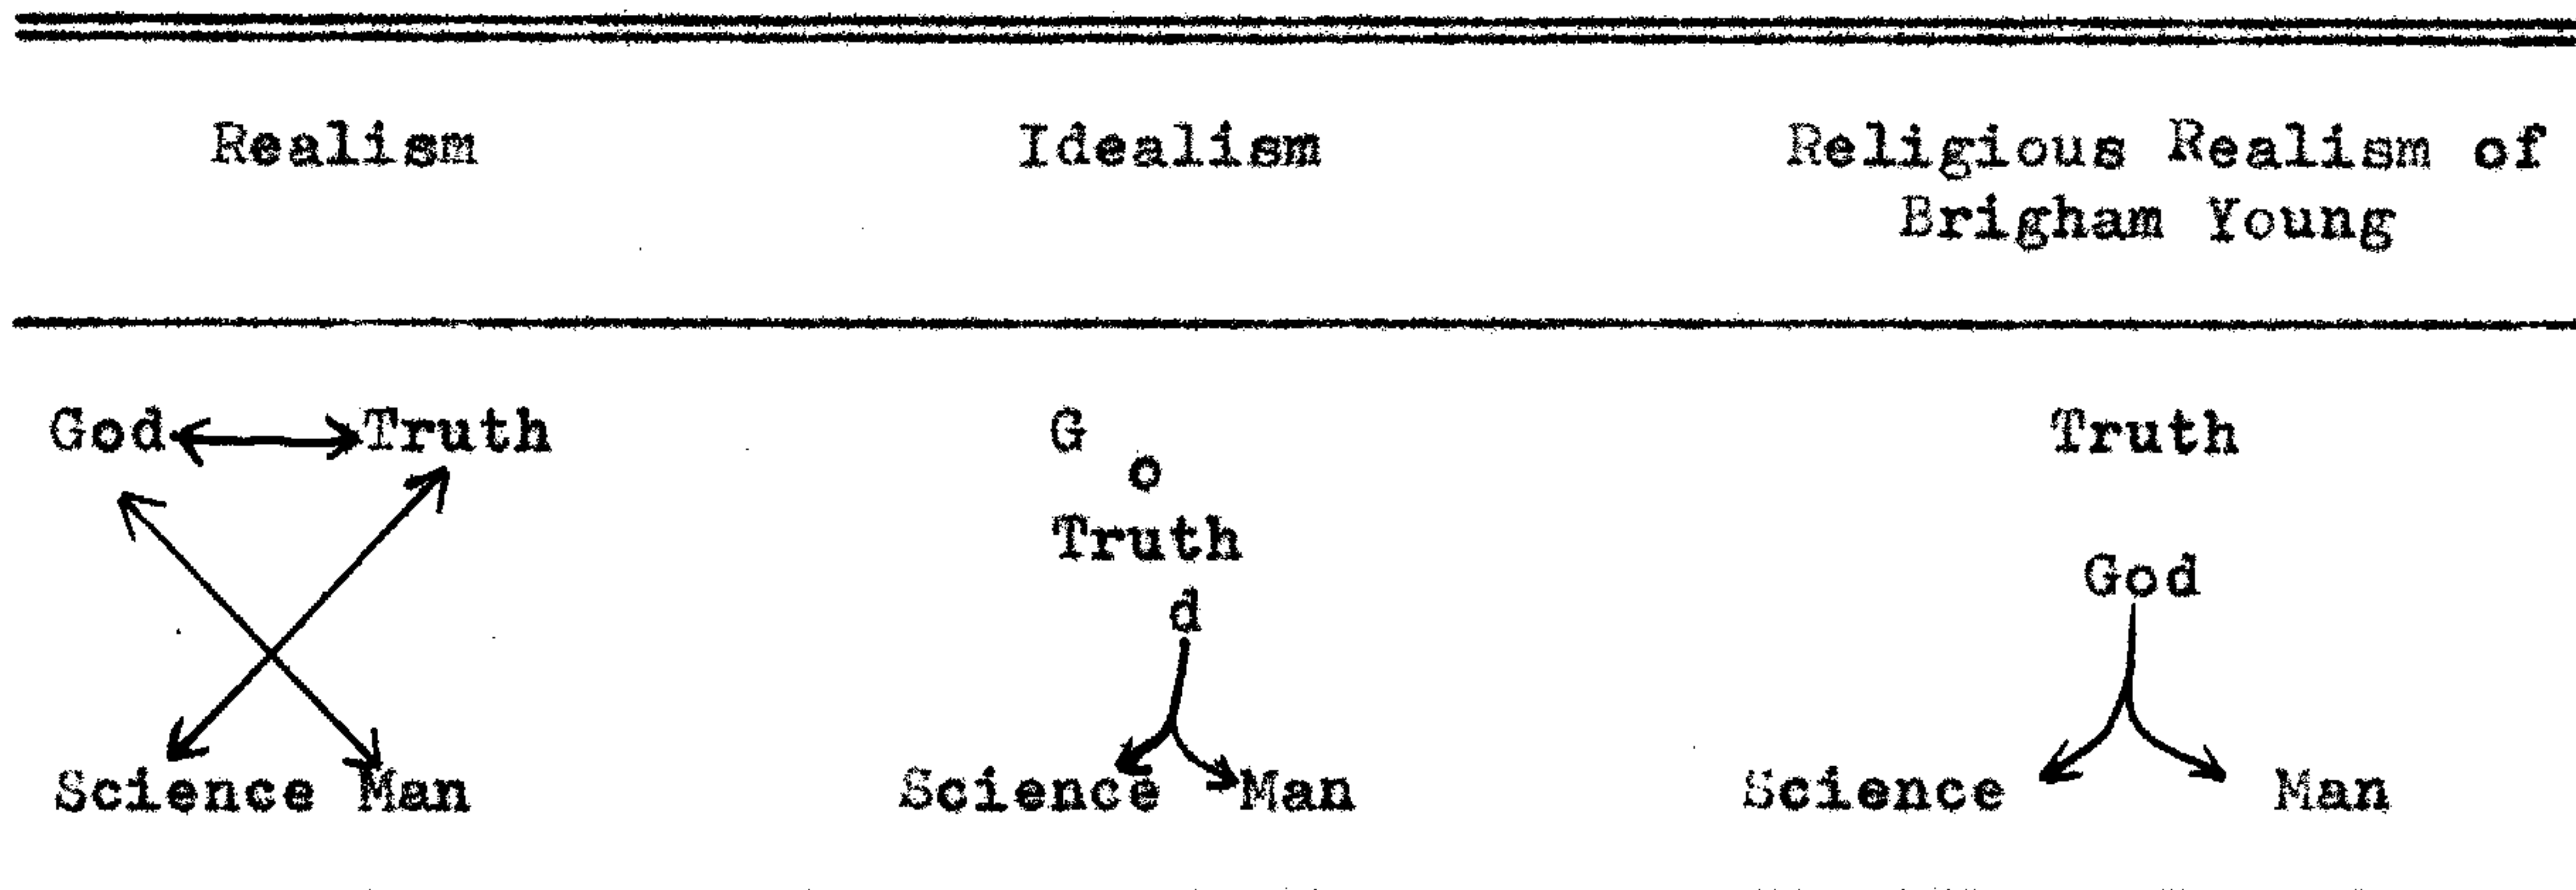 Realism
Idealism
Religious Realism of
Brigham Young
God Truth
Science Man
G
o
Truth
d
Science Man
Truth
God
Science Man